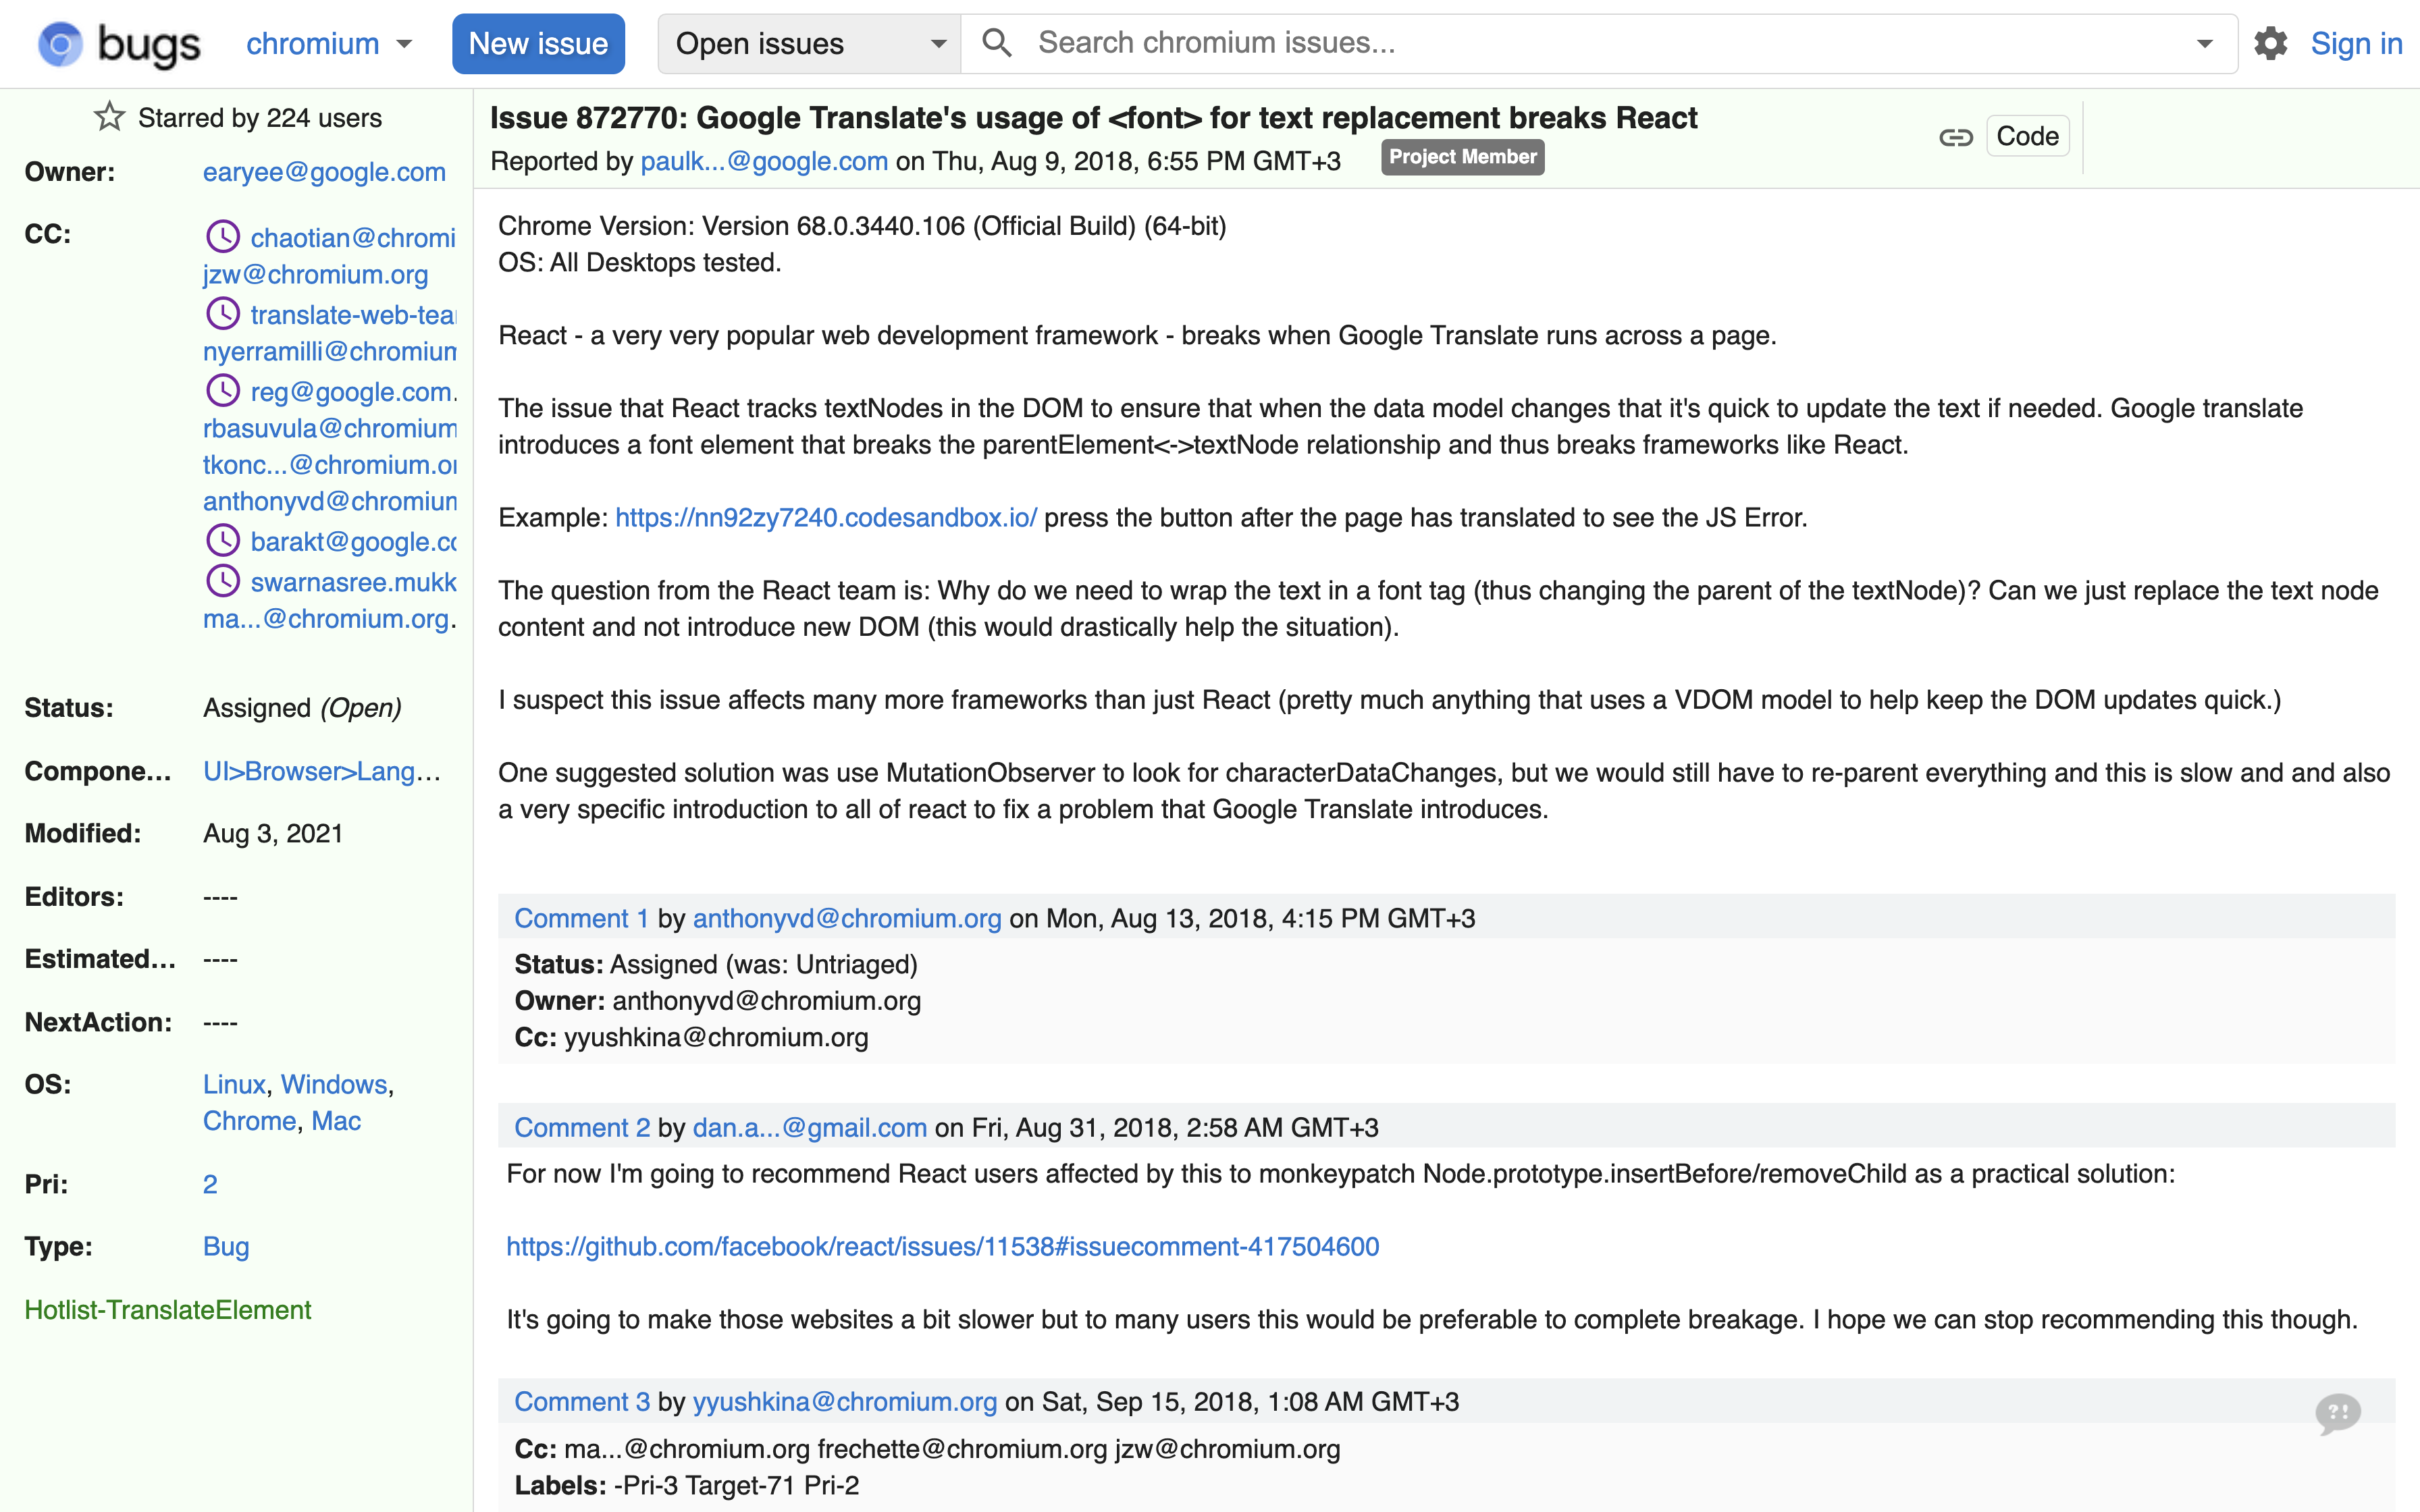 bugs
chromium
New issue
Open issues
Search chromium issues...
Sign in
Starred by 224 users
Owner: earyee@google.com
CC: chaotian@chromi
jzw@chromium.org
translate-web-tea
nyerramilli@chromium
reg@google.com.
rbasuvula@chromium
tkonc...@chromium.or
anthonyvd@chromium
barakt@google.co
swarnasree.mukk
ma...@chromium.org.
Status: Assigned (Open)
Compone... UI>Browser>Lang...
Modified: Aug 3, 2021
Editors: ----
Estimated... ----
NextAction: ----
OS: Linux, Windows,
Chrome, Mac
Pri: 2
Type: Bug
Hotlist-TranslateElement
Issue 872770: Google Translate's usage of <font> for text replacement breaks React
Reported by paulk...@google.com on Thu, Aug 9, 2018, 6:55 PM GMT+3
Project Member
Code
Chrome Version: Version 68.0.3440.106 (Official Build) (64-bit)
OS: All Desktops tested.
React - a very very popular web development framework - breaks when Google Translate runs across a page.
The issue that React tracks textNodes in the DOM to ensure that when the data model changes that it's quick to update the text if needed. Google translate
introduces a font element that breaks the parentElement<->textNode relationship and thus breaks frameworks like React.
Example: https://nn92zy7240.codesandbox.io/ press the button after the page has translated to see the JS Error.
The question from the React team is: Why do we need to wrap the text in a font tag (thus changing the parent of the textNode)? Can we just replace the text node
content and not introduce new DOM (this would drastically help the situation).
I suspect this issue affects many more frameworks than just React (pretty much anything that uses a VDOM model to help keep the DOM updates quick.)
One suggested solution was use MutationObserver to look for characterDataChanges, but we would still have to re-parent everything and this is slow and and also
a very specific introduction to all of react to fix a problem that Google Translate introduces.
Comment 1 by anthonyvd@chromium.org on Mon, Aug 13, 2018, 4:15 PM GMT+3
Status: Assigned (was: Untriaged)
Owner: anthonyvd@chromium.org
Cc: yyushkina@chromium.org
Comment 2 by dan.a...@gmail.com on Fri, Aug 31, 2018, 2:58 AM GMT+3
For now I'm going to recommend React users affected by this to monkeypatch Node.prototype.insertBefore/removeChild as a practical solution:
https://github.com/facebook/react/issues/11538#issuecomment-417504600
It's going to make those websites a bit slower but to many users this would be preferable to complete breakage. I hope we can stop recommending this though.
Comment 3 by yyushkina@chromium.org on Sat, Sep 15, 2018, 1:08 AM GMT+3
?!
Cc: ma...@chromium.org frechette@chromium.org jzw@chromium.org
Labels: -Pri-3 Target-71 Pri-2